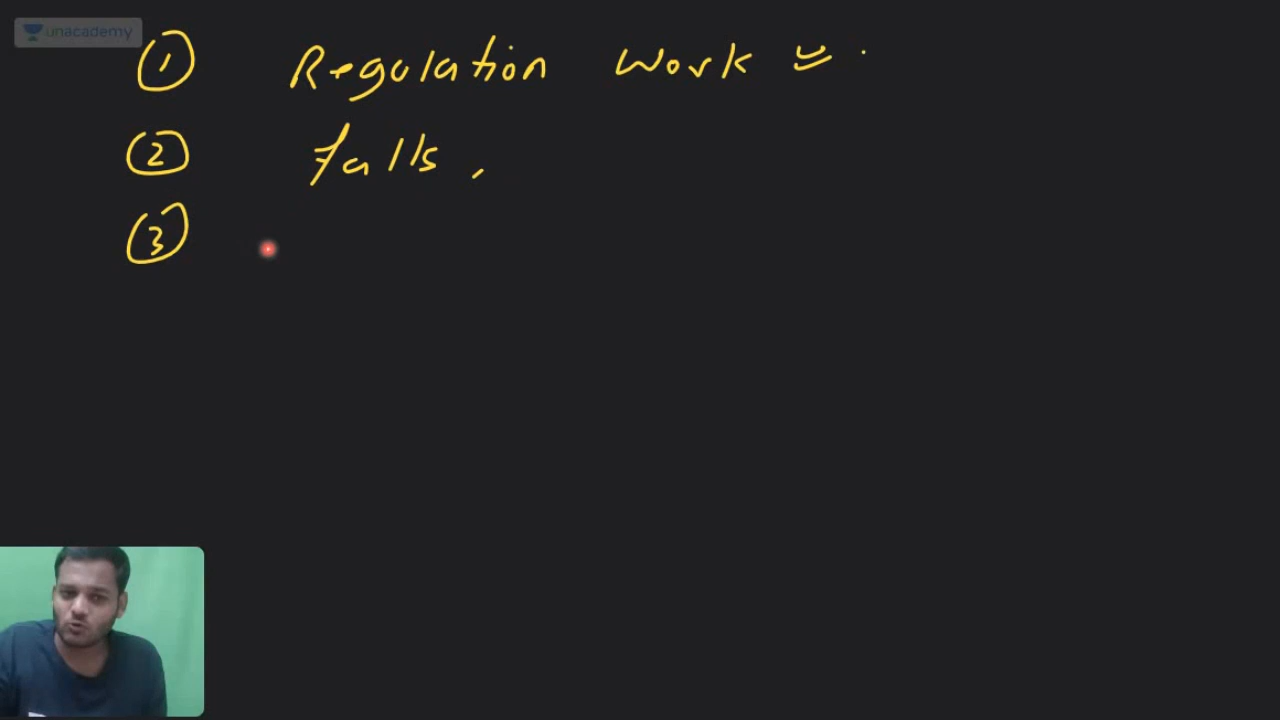 unacademy
① Regulation Work
② falls,
③